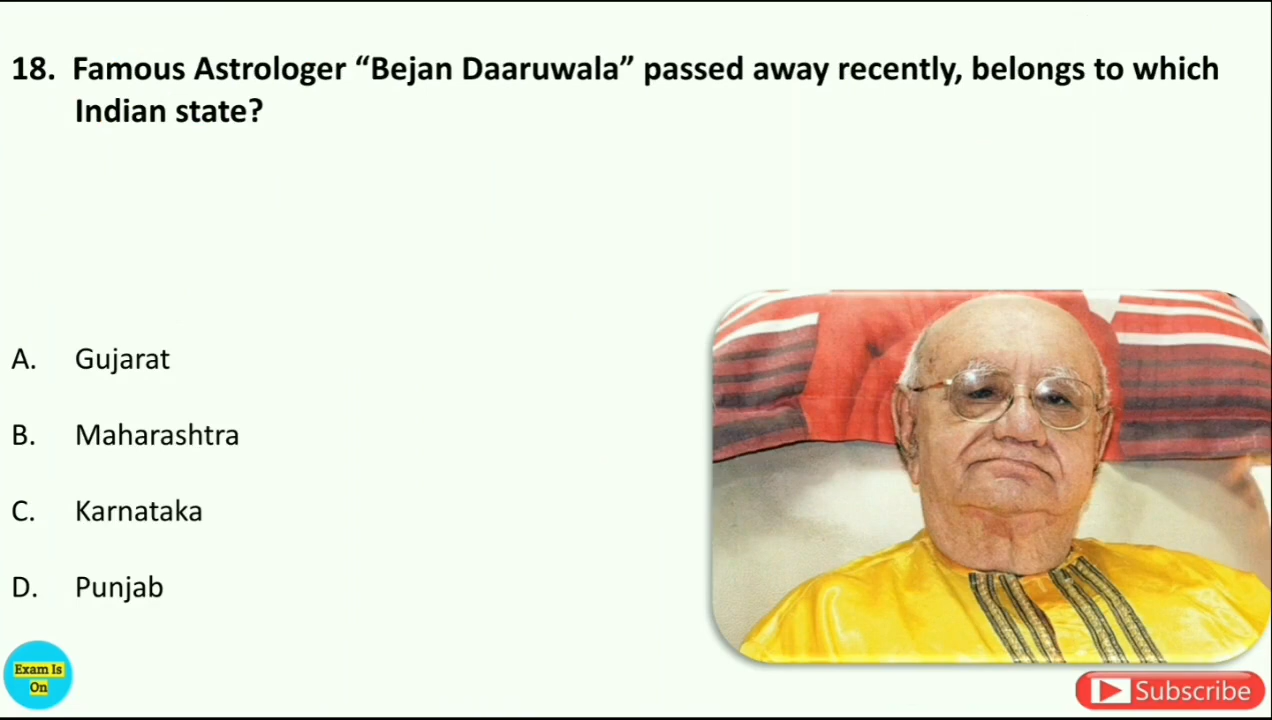 18. Famous Astrologer “Bejan Daaruwala” passed away recently, belongs to which
Indian state?
A. Gujarat
B. Maharashtra
C. Karnataka
D. Punjab
Exam Is
On
Subscribe